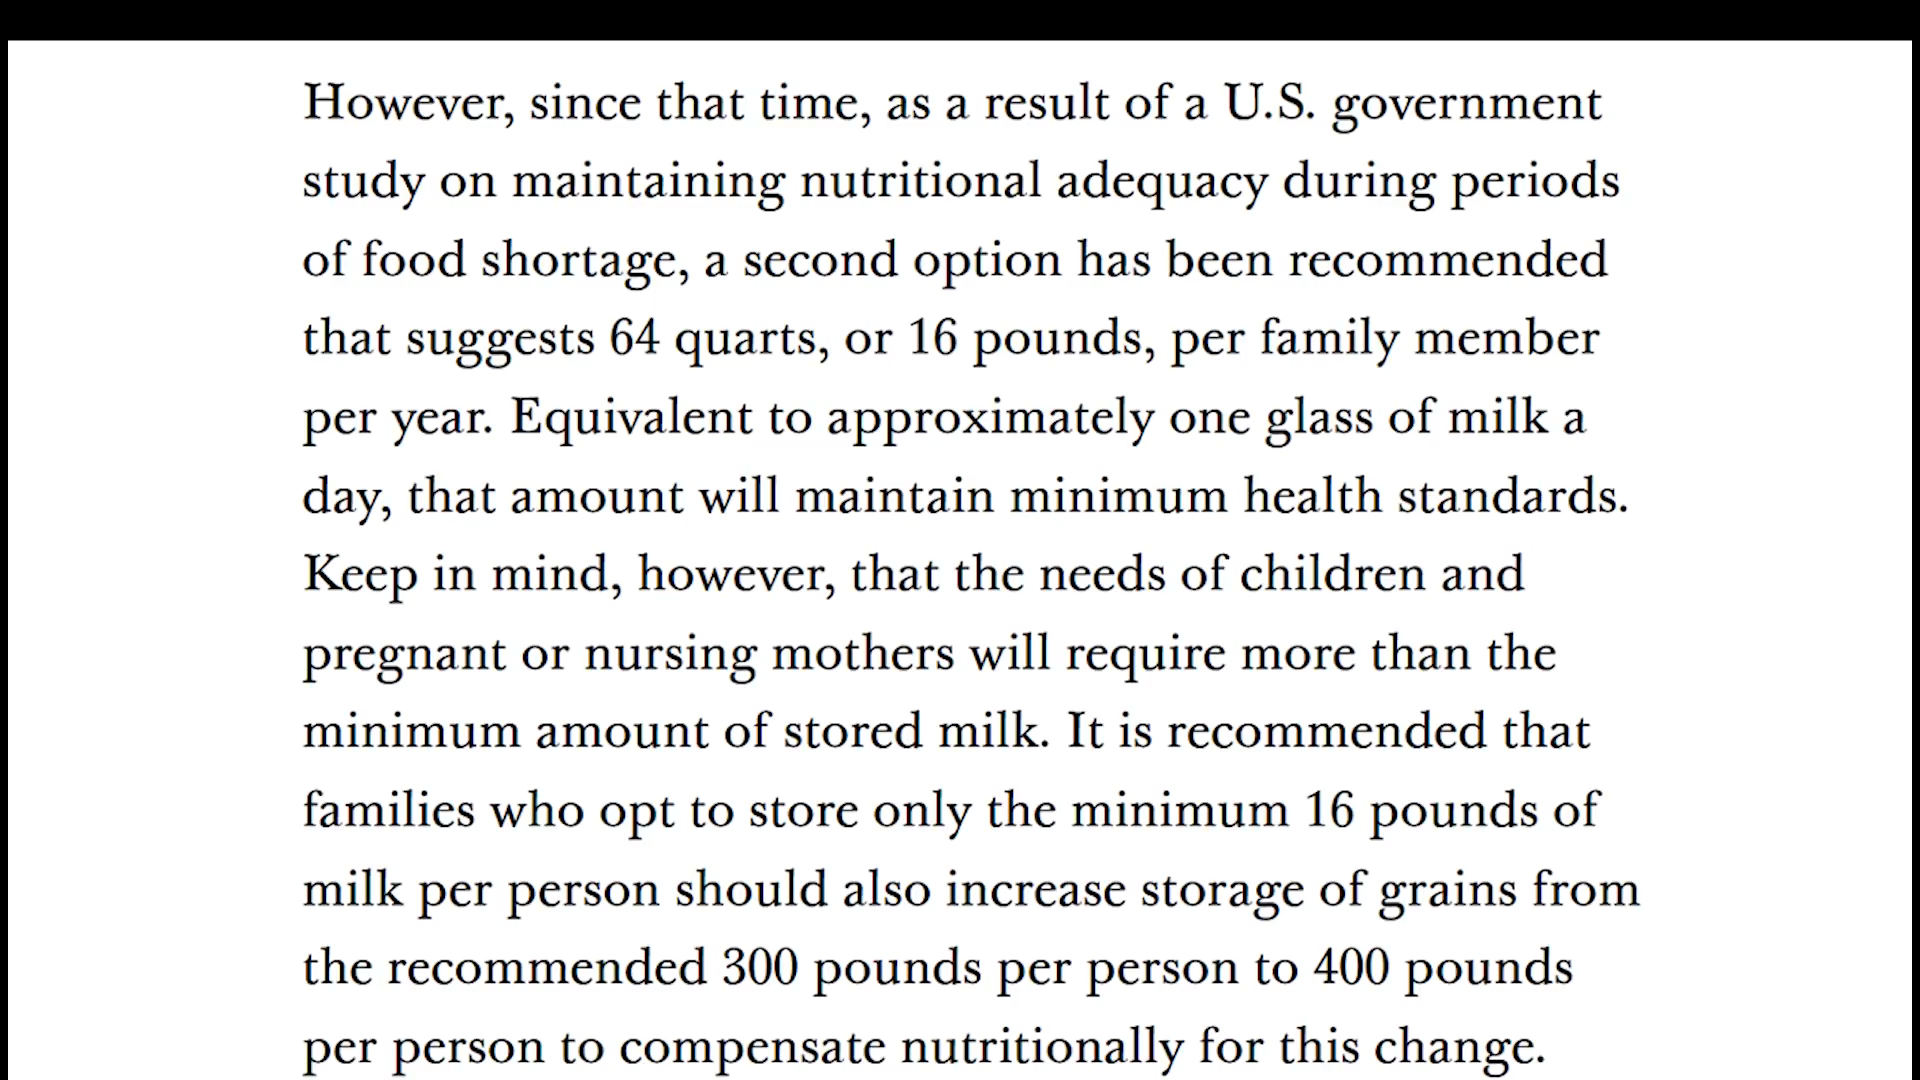 However, since that time, as a result of a U.S. government
study on maintaining nutritional adequacy during periods
of food shortage, a second option has been recommended
that suggests 64 quarts, or 16 pounds, per family member
per year. Equivalent to approximately one glass of milk a
day, that amount will maintain minimum health standards.
Keep in mind, however, that the needs of children and
pregnant or nursing mothers will require more than the
minimum amount of stored milk. It is recommended that
families who opt to store only the minimum 16 pounds of
milk per person should also increase storage of grains from
the recommended 300 pounds per person to 400 pounds
per person to compensate nutritionally for this change.